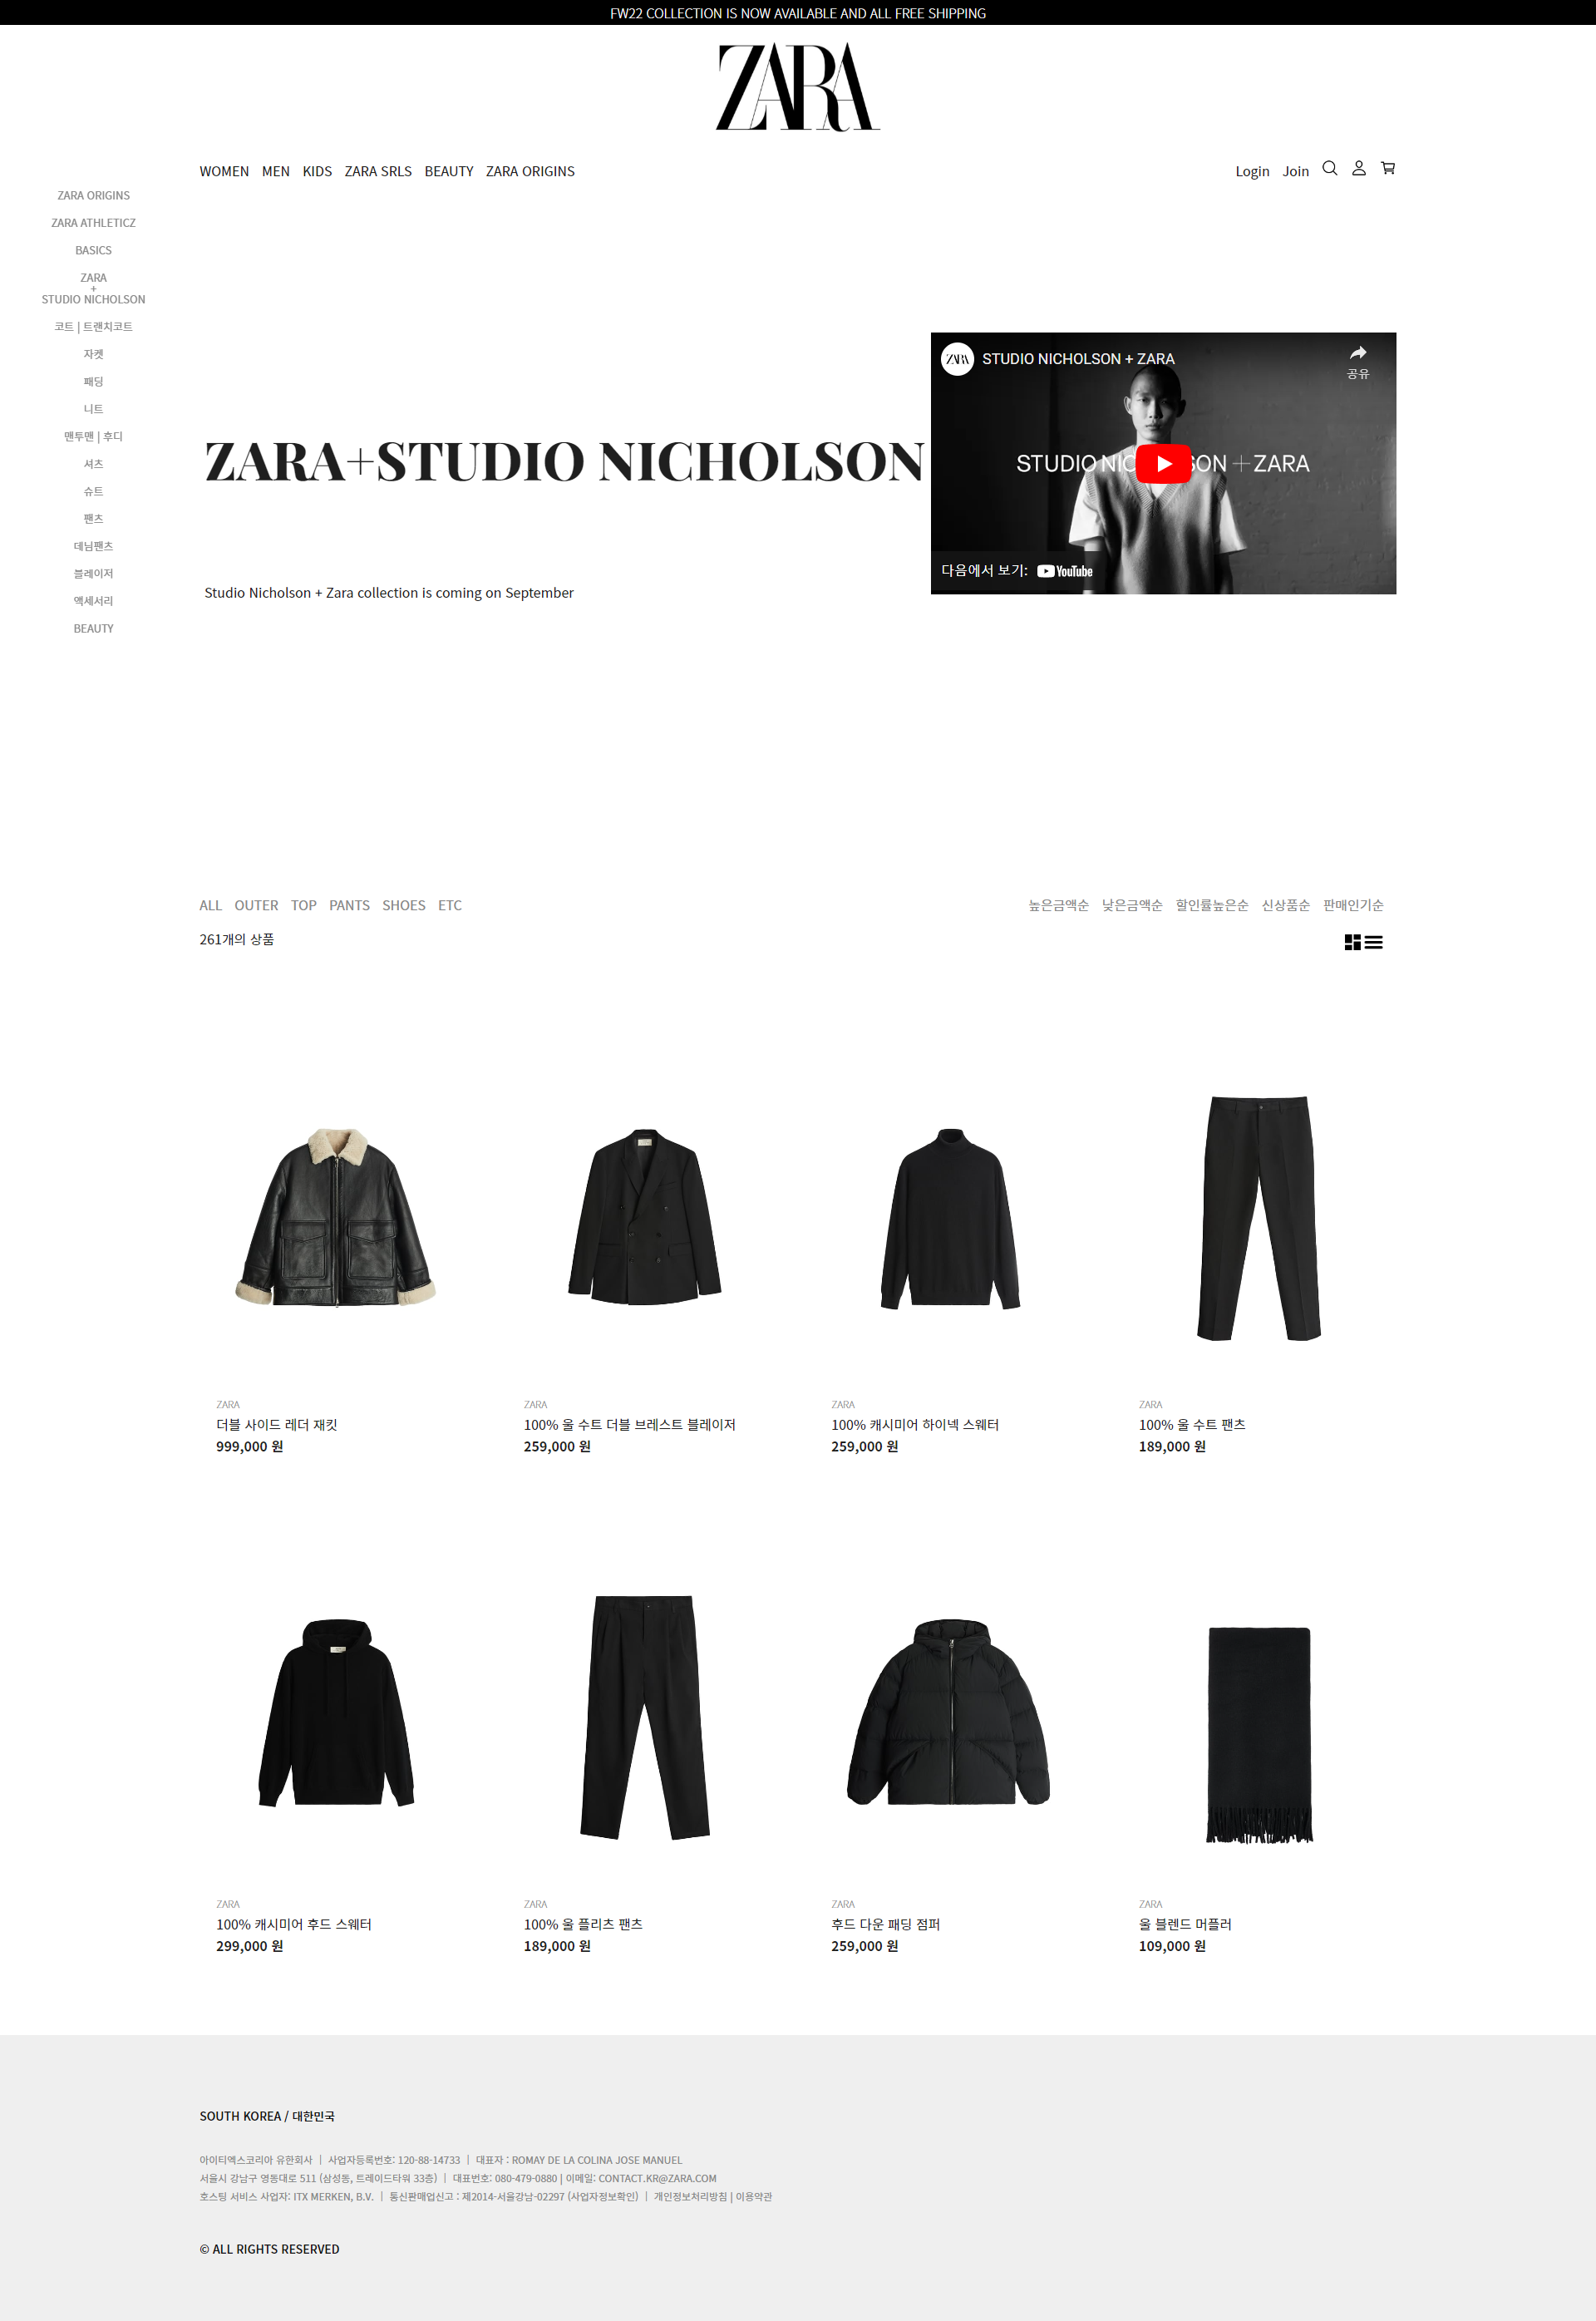 FW22 COLLECTION IS NOW AVAILABLE AND ALL FREE SHIPPING
ZARA
WOMEN MEN KIDS ZARA SRLS BEAUTY ZARA ORIGINS
Login Join
ZARA ORIGINS
ZARA ATHLETICZ
BASICS
ZARA
+
STUDIO NICHOLSON
코트 | 트랜치코트
자켓
패딩
니트
맨투맨 | 후디
셔츠
슈트
팬츠
데님팬츠
블레이저
액세서리
BEAUTY
ZARA+STUDIO NICHOLSON
Studio Nicholson + Zara collection is coming on September
ZARA
STUDIO NICHOLSON + ZARA
공유
STUDIO NIC SON +ZARA
다음에서 보기: YouTube
ALL OUTER TOP PANTS SHOES ETC
높은금액순 낮은금액순 할인률높은순 신상품순 판매인기순
261개의 상품
ZARA
더블 사이드 레더 재킷
999,000 원
ZARA
100% 울 수트 더블 브레스트 블레이저
259,000 원
ZARA
100% 캐시미어 하이넥 스웨터
259,000 원
ZARA
100% 울 수트 팬츠
189,000 원
ZARA
100% 캐시미어 후드 스웨터
299,000 원
ZARA
100% 울 플리츠 팬츠
189,000 원
ZARA
후드 다운 패딩 점퍼
259,000 원
ZARA
울 블렌드 머플러
109,000 원
SOUTH KOREA / 대한민국
아이티엑스코리아 유한회사 ㅣ 사업자등록번호: 120-88-14733 ㅣ 대표자 : ROMAY DE LA COLINA JOSE MANUEL
서울시 강남구 영동대로 511 (삼성동, 트레이드타워 33층) ㅣ 대표번호: 080-479-0880 | 이메일: CONTACT.KR@ZARA.COM
호스팅 서비스 사업자: ITX MERKEN, B.V. ㅣ 통신판매업신고 : 제2014-서울강남-02297 (사업자정보확인) ㅣ 개인정보처리방침 | 이용약관
© ALL RIGHTS RESERVED